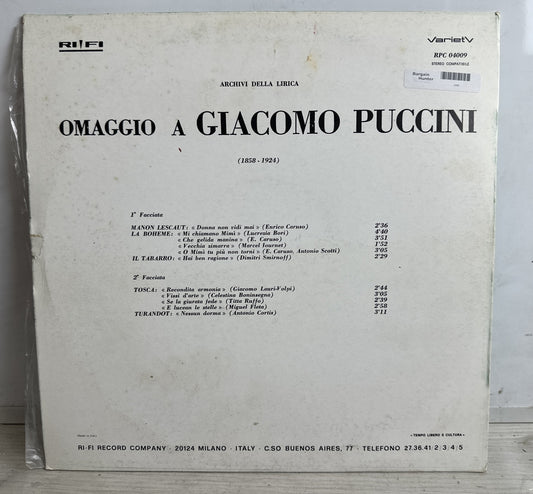 RI/FI
Variety
RPC 04009
STEREO COMPATIBILE
Bargain
Hunter
ARCHIVI DELLA LIRICA
OMAGGIO A GIACOMO PUCCINI
(1858 - 1924)
1ª Facciata
MANON LESCAUT: « Donna non vidi mai » (Enrico Caruso) 2'36
LA BOHEME: « Mi chiamano Mimì » (Lucrezia Bori) 4'40
« Che gelida manina » (E. Caruso) 3'51
« Vecchia zimarra » (Marcel Journet) 1'52
« O Mimì tu più non torni » (E. Caruso, Antonio Scotti) 3'05
IL TABARRO: « Hai ben ragione » (Dimitri Smirnoff) 2'29
2ª Facciata
TOSCA: « Recondita armonia » (Giacomo Lauri-Volpi) 2'44
« Vissi d'arte » (Celestina Boninsegna) 3'05
« Se la giurata fede » (Titta Ruffo) 2'39
« E lucean le stelle » (Miguel Fleta) 2'58
TURANDOT: « Nessun dorma » (Antonio Cortis) 3'11
« TEMPO LIBERO E CULTURA »
RI-FI RECORD COMPANY · 20124 MILANO · ITALY · C.SO BUENOS AIRES, 77 · TELEFONO 27.36.41/2/3/4/5